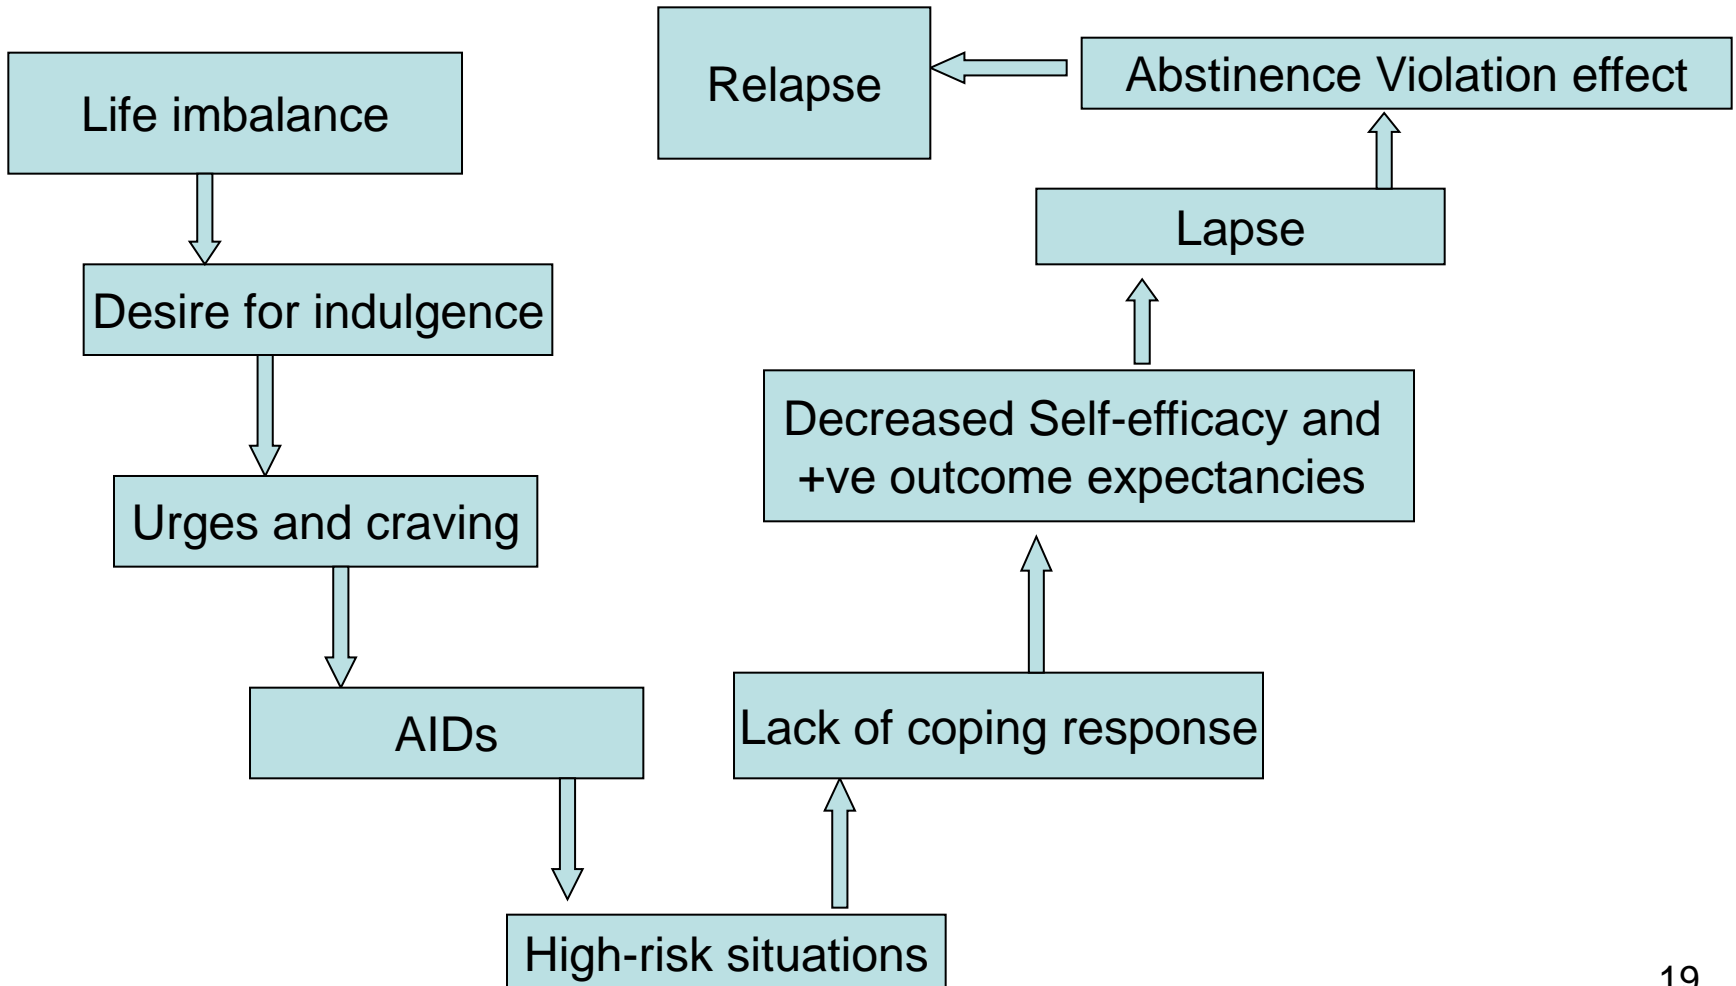 Life imbalance
Desire for indulgence
Urges and craving
AIDs
High-risk situations
Lack of coping response
Decreased Self-efficacy and
+ve outcome expectancies
Lapse
Abstinence Violation effect
Relapse
19